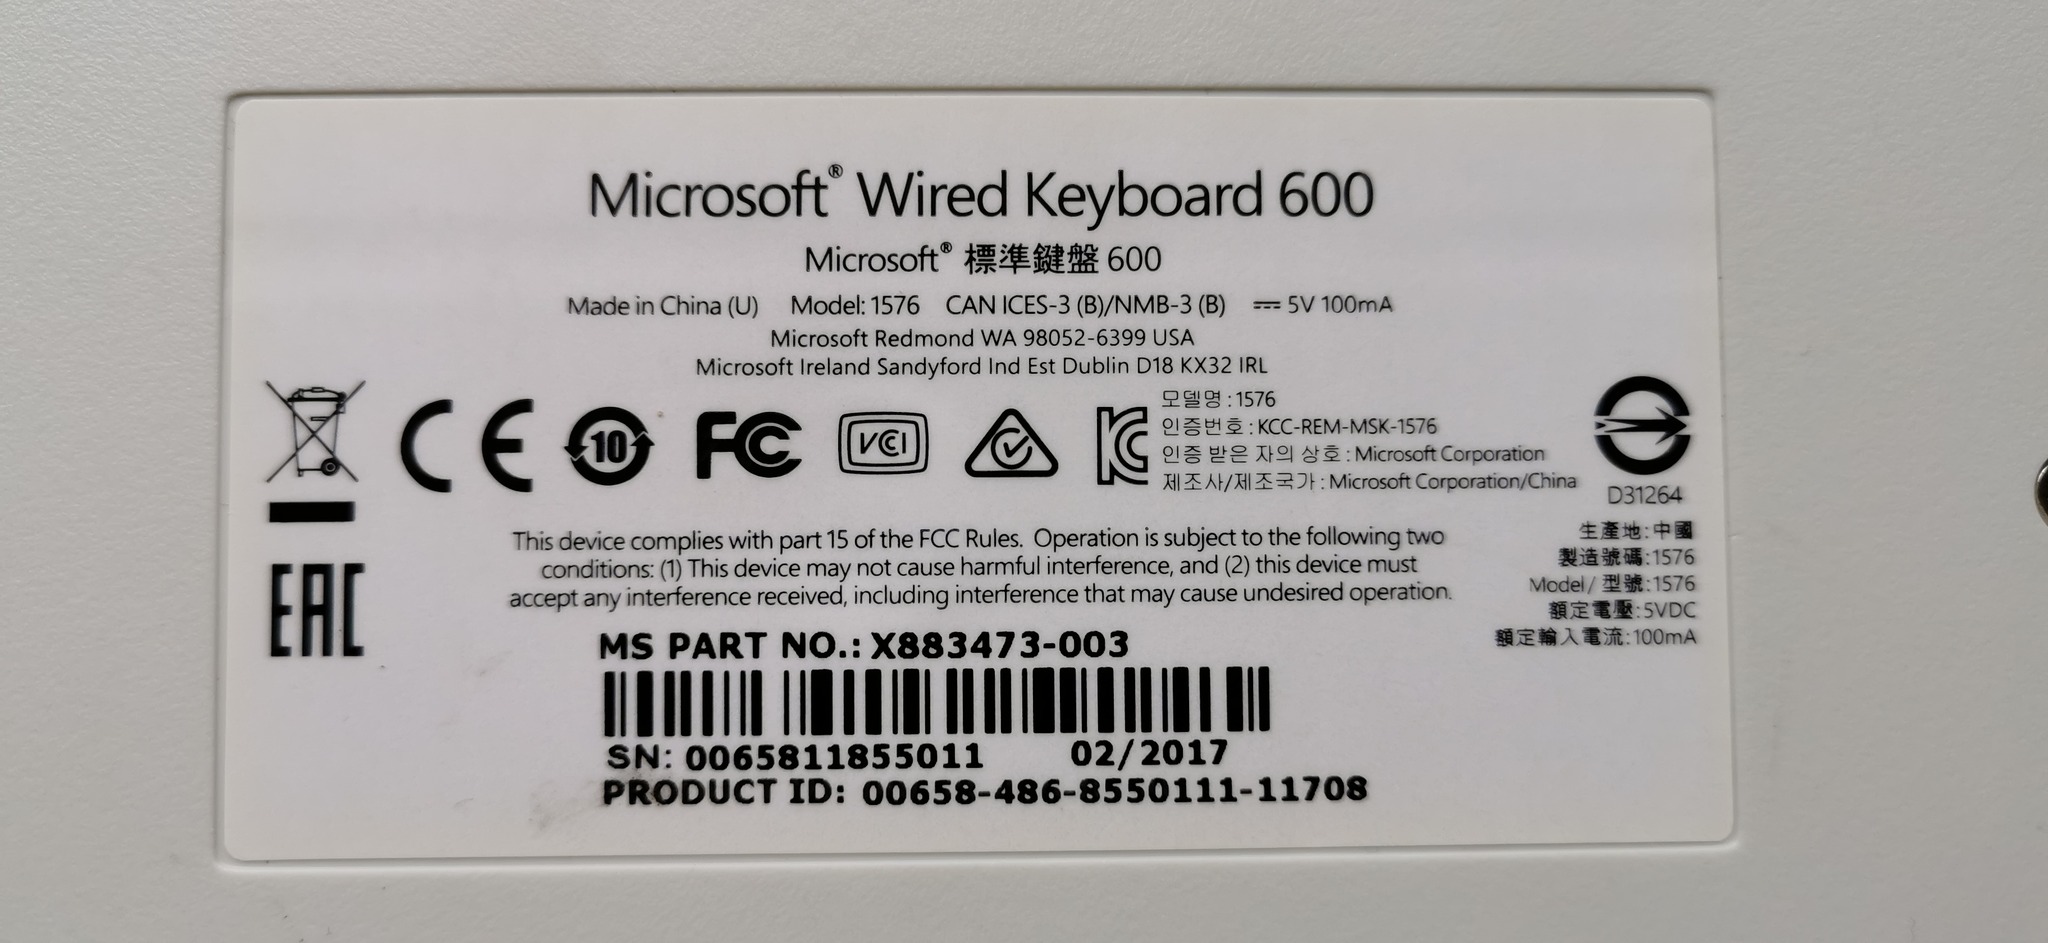 Microsoft® Wired Keyboard 600
Microsoft® 標準鍵盤 600
Made in China (U) Model: 1576 CAN ICES-3 (B)/NMB-3 (B) ⎓ 5V 100mA
Microsoft Redmond WA 98052-6399 USA
Microsoft Ireland Sandyford Ind Est Dublin D18 KX32 IRL
CE
10
FC
VCCI
KC
모델명 : 1576
인증번호 : KCC-REM-MSK-1576
인증 받은 자의 상호 : Microsoft Corporation
제조사/제조국가 : Microsoft Corporation/China
D31264
EAC
This device complies with part 15 of the FCC Rules. Operation is subject to the following two
conditions: (1) This device may not cause harmful interference, and (2) this device must
accept any interference received, including interference that may cause undesired operation.
生產地:中國
製造號碼:1576
Model/ 型號:1576
額定電壓:5VDC
額定輸入電流:100mA
MS PART NO.: X883473-003
SN: 0065811855011 02/2017
PRODUCT ID: 00658-486-8550111-11708